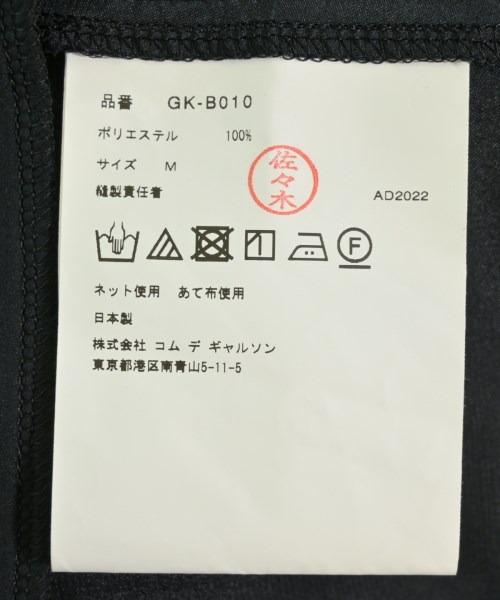 品番 GK-B010
ポリエステル 100%
サイズ M
佐々木
縫製責任者 AD2022
F
ネット使用 あて布使用
日本製
株式会社 コム デ ギャルソン
東京都港区南青山5-11-5